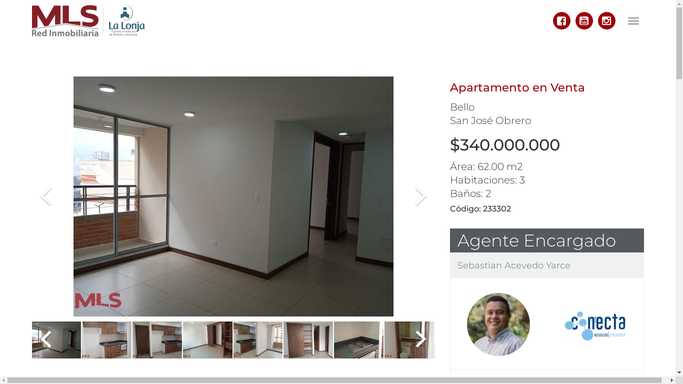 MLS
Red Inmobiliaria
La Lonja
Apartamento en Venta
Bello
San José Obrero
$340.000.000
Área: 62.00 m2
Habitaciones: 3
Baños: 2
Código: 233302
MLS
Agente Encargado
Sebastian Acevedo Yarce
conecta